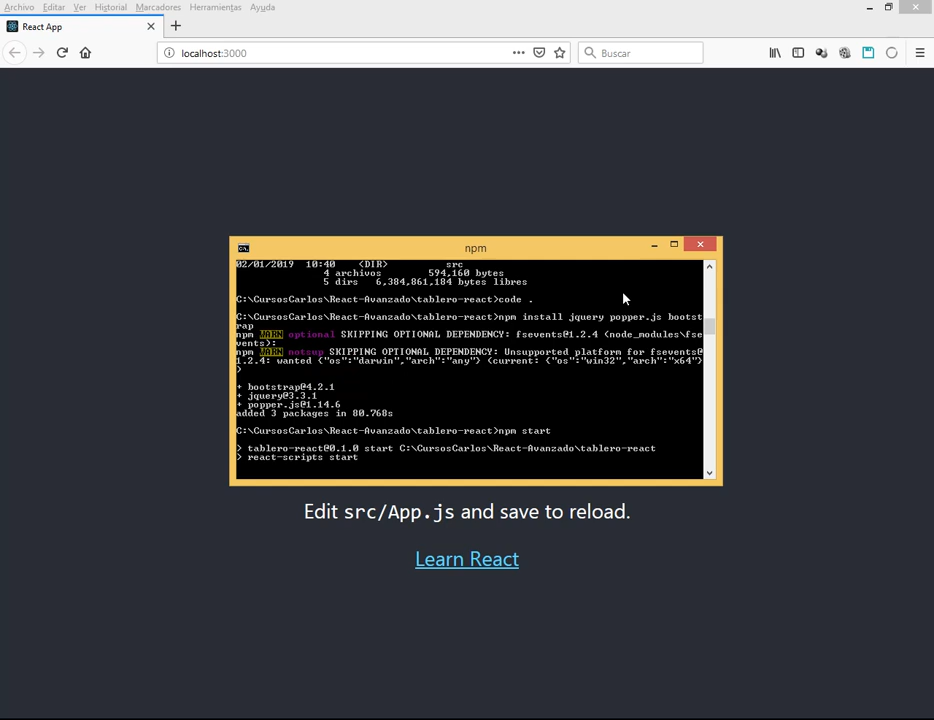 Archivo Editar Ver Historial Marcadores Herramientas Ayuda
React App
localhost:3000
Buscar
npm
02/01/2019 10:40 <DIR> src
4 archivos 594,160 bytes
5 dirs 6,384,861,184 bytes libres
C:\CursosCarlos\React-Avanzado\tablero-react>code .
C:\CursosCarlos\React-Avanzado\tablero-react>npm install jquery popper.js bootst
rap
npm WARN optional SKIPPING OPTIONAL DEPENDENCY: fsevents@1.2.4 (node_modules\fse
vents):
npm WARN notsup SKIPPING OPTIONAL DEPENDENCY: Unsupported platform for fsevents@
1.2.4: wanted {"os":"darwin","arch":"any"} (current: {"os":"win32","arch":"x64"}
)
+ bootstrap@4.2.1
+ jquery@3.3.1
+ popper.js@1.14.6
added 3 packages in 80.768s
C:\CursosCarlos\React-Avanzado\tablero-react>npm start
> tablero-react@0.1.0 start C:\CursosCarlos\React-Avanzado\tablero-react
> react-scripts start
Edit src/App.js and save to reload.
Learn React